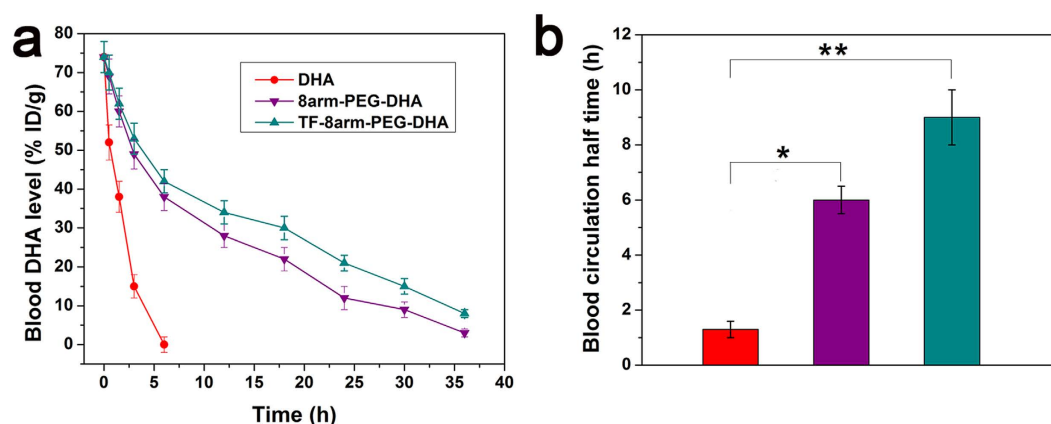 a
Blood DHA level (% ID/g)
80
70
60
50
40
30
20
10
0
0 5 10 15 20 25 30 35 40
Time (h)
DHA
8arm-PEG-DHA
TF-8arm-PEG-DHA
b
Blood circulation half time (h)
12
10
8
6
4
2
0
**
*